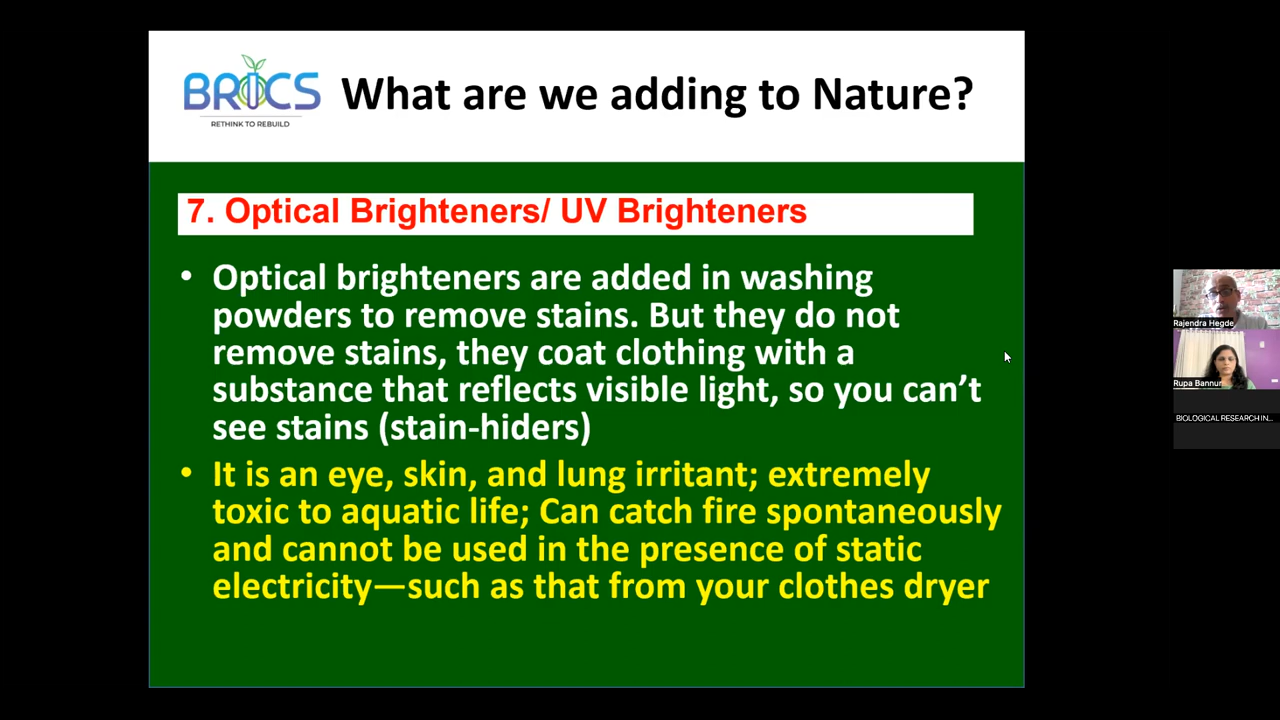 BRICS
RETHINK TO REBUILD
What are we adding to Nature?
7. Optical Brighteners/ UV Brighteners
• Optical brighteners are added in washing
powders to remove stains. But they do not
remove stains, they coat clothing with a
substance that reflects visible light, so you can’t
see stains (stain-hiders)
• It is an eye, skin, and lung irritant; extremely
toxic to aquatic life; Can catch fire spontaneously
and cannot be used in the presence of static
electricity—such as that from your clothes dryer
Rajendra Hegde
Rupa Bannur
BIOLOGICAL RESEARCH IN...